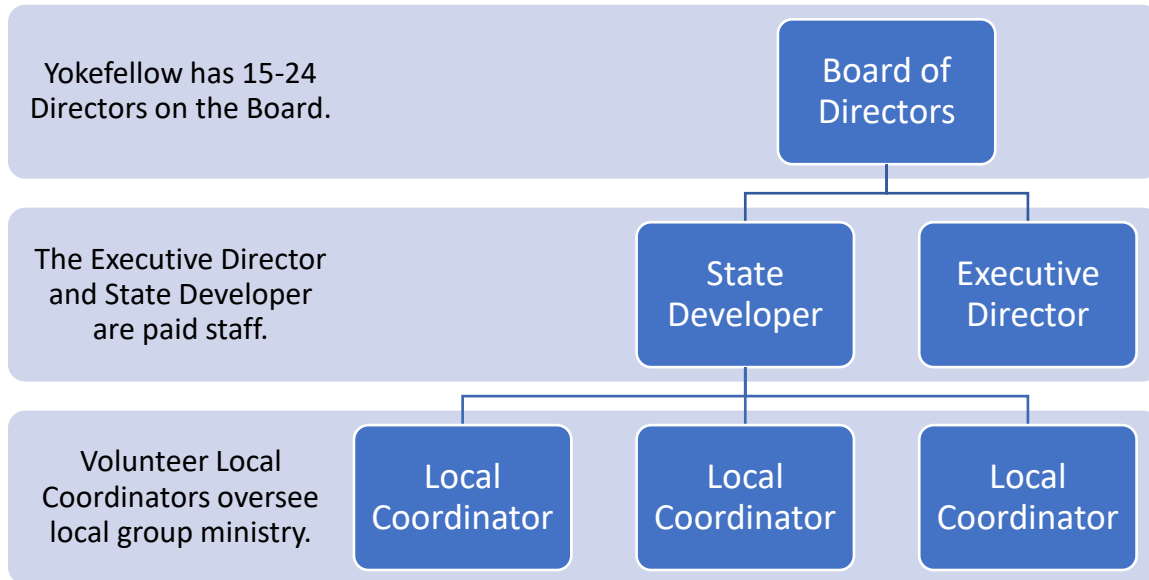 Yokefellow has 15-24
Directors on the Board.
Board of
Directors
The Executive Director
and State Developer
are paid staff.
State
Developer
Executive
Director
Volunteer Local
Coordinators oversee
local group ministry.
Local
Coordinator
Local
Coordinator
Local
Coordinator